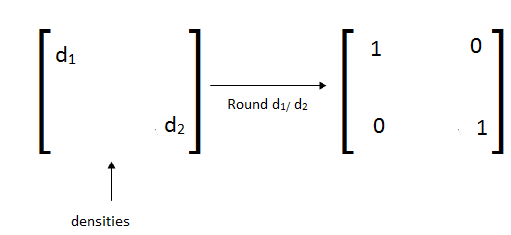 d₁
d₂
Round d₁/ d₂
1 0
0 1
densities